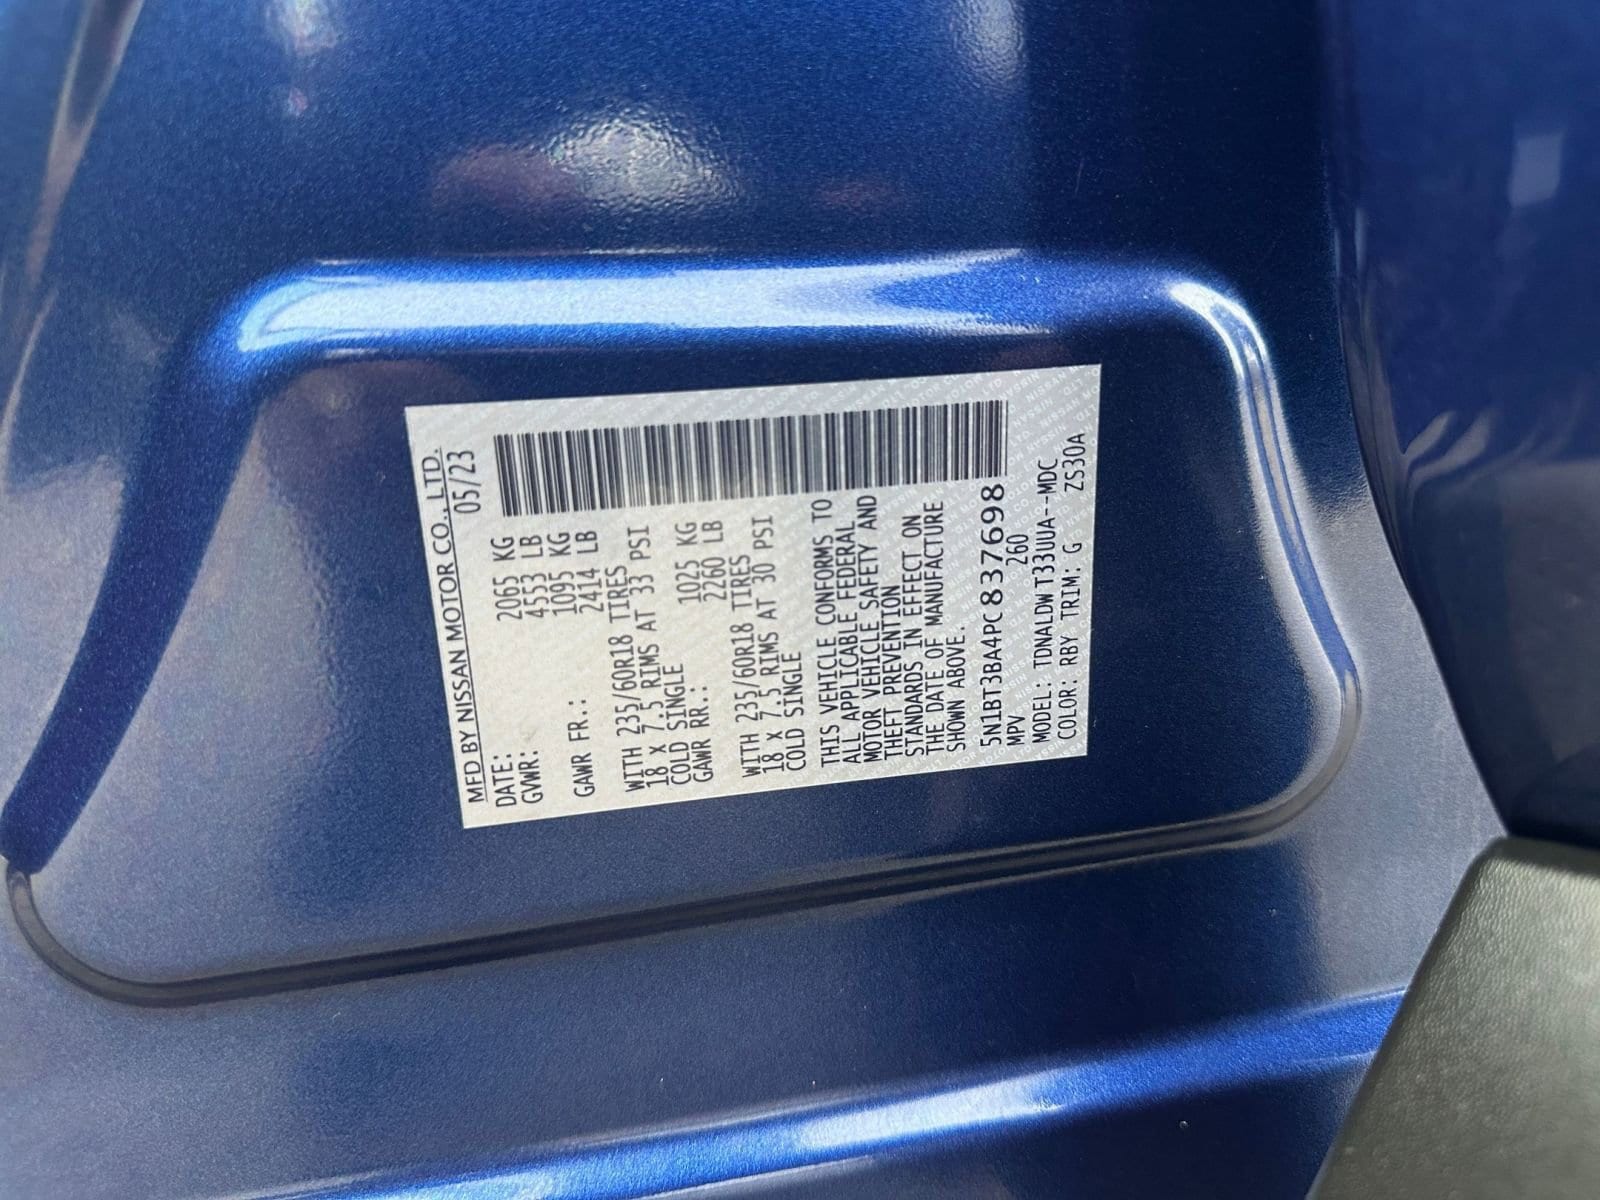 MFD BY NISSAN MOTOR CO., LTD.
DATE: 05/23
GVWR: 2065 KG
4553 LB
GAWR FR.: 1095 KG
2414 LB
WITH 235/60R18 TIRES
18 X 7.5 RIMS AT 33 PSI
COLD SINGLE
GAWR RR.: 1025 KG
2260 LB
WITH 235/60R18 TIRES
18 X 7.5 RIMS AT 30 PSI
COLD SINGLE
THIS VEHICLE CONFORMS TO
ALL APPLICABLE FEDERAL
MOTOR VEHICLE SAFETY AND
THEFT PREVENTION
STANDARDS IN EFFECT ON
THE DATE OF MANUFACTURE
SHOWN ABOVE.
5N1BT3BA4PC837698
MPV 260
MODEL: TDNALDW T33UUA--MDC
COLOR: RBY TRIM: G ZS30A